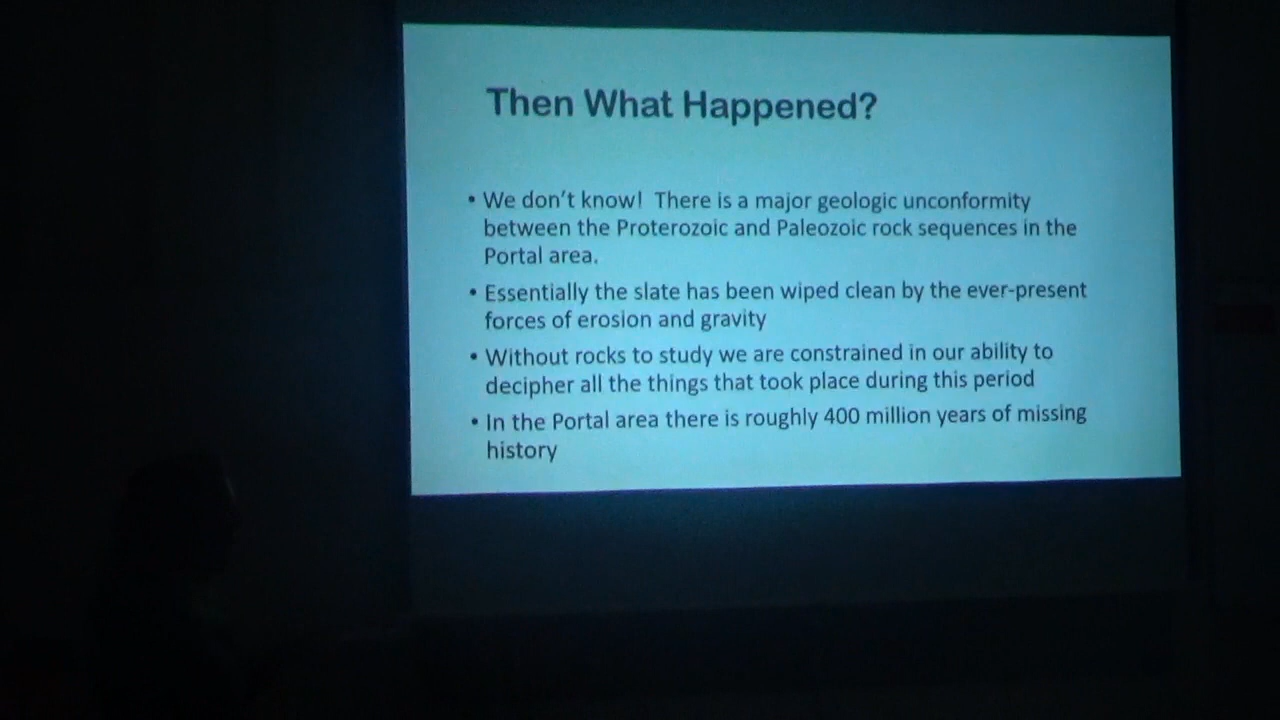 Then What Happened?
• We don't know!  There is a major geologic unconformity
between the Proterozoic and Paleozoic rock sequences in the
Portal area.
• Essentially the slate has been wiped clean by the ever-present
forces of erosion and gravity
• Without rocks to study we are constrained in our ability to
decipher all the things that took place during this period
• In the Portal area there is roughly 400 million years of missing
history